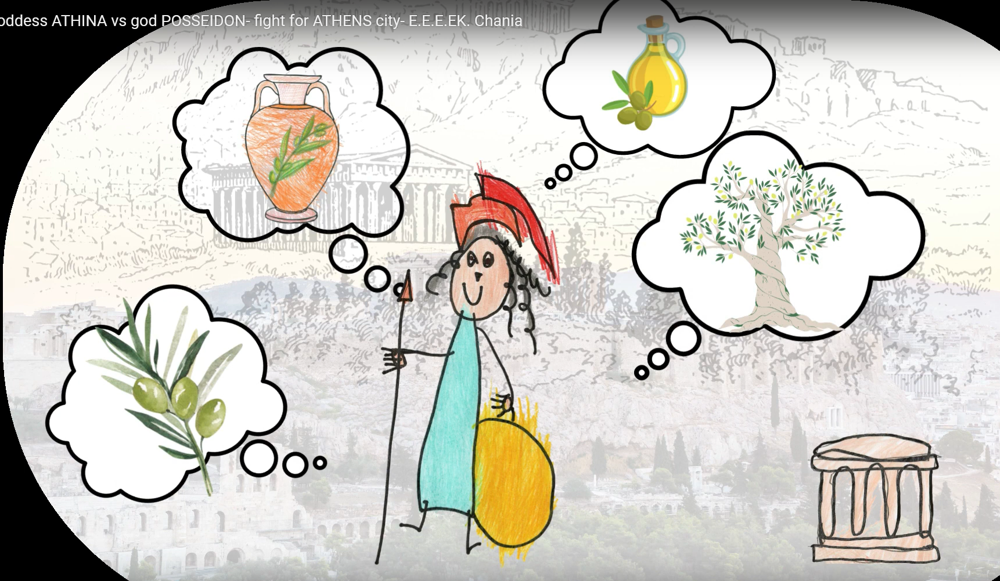 oddess ATHINA vs god POSSEIDON- fight for ATHENS city- E.E.E.EK. Chania